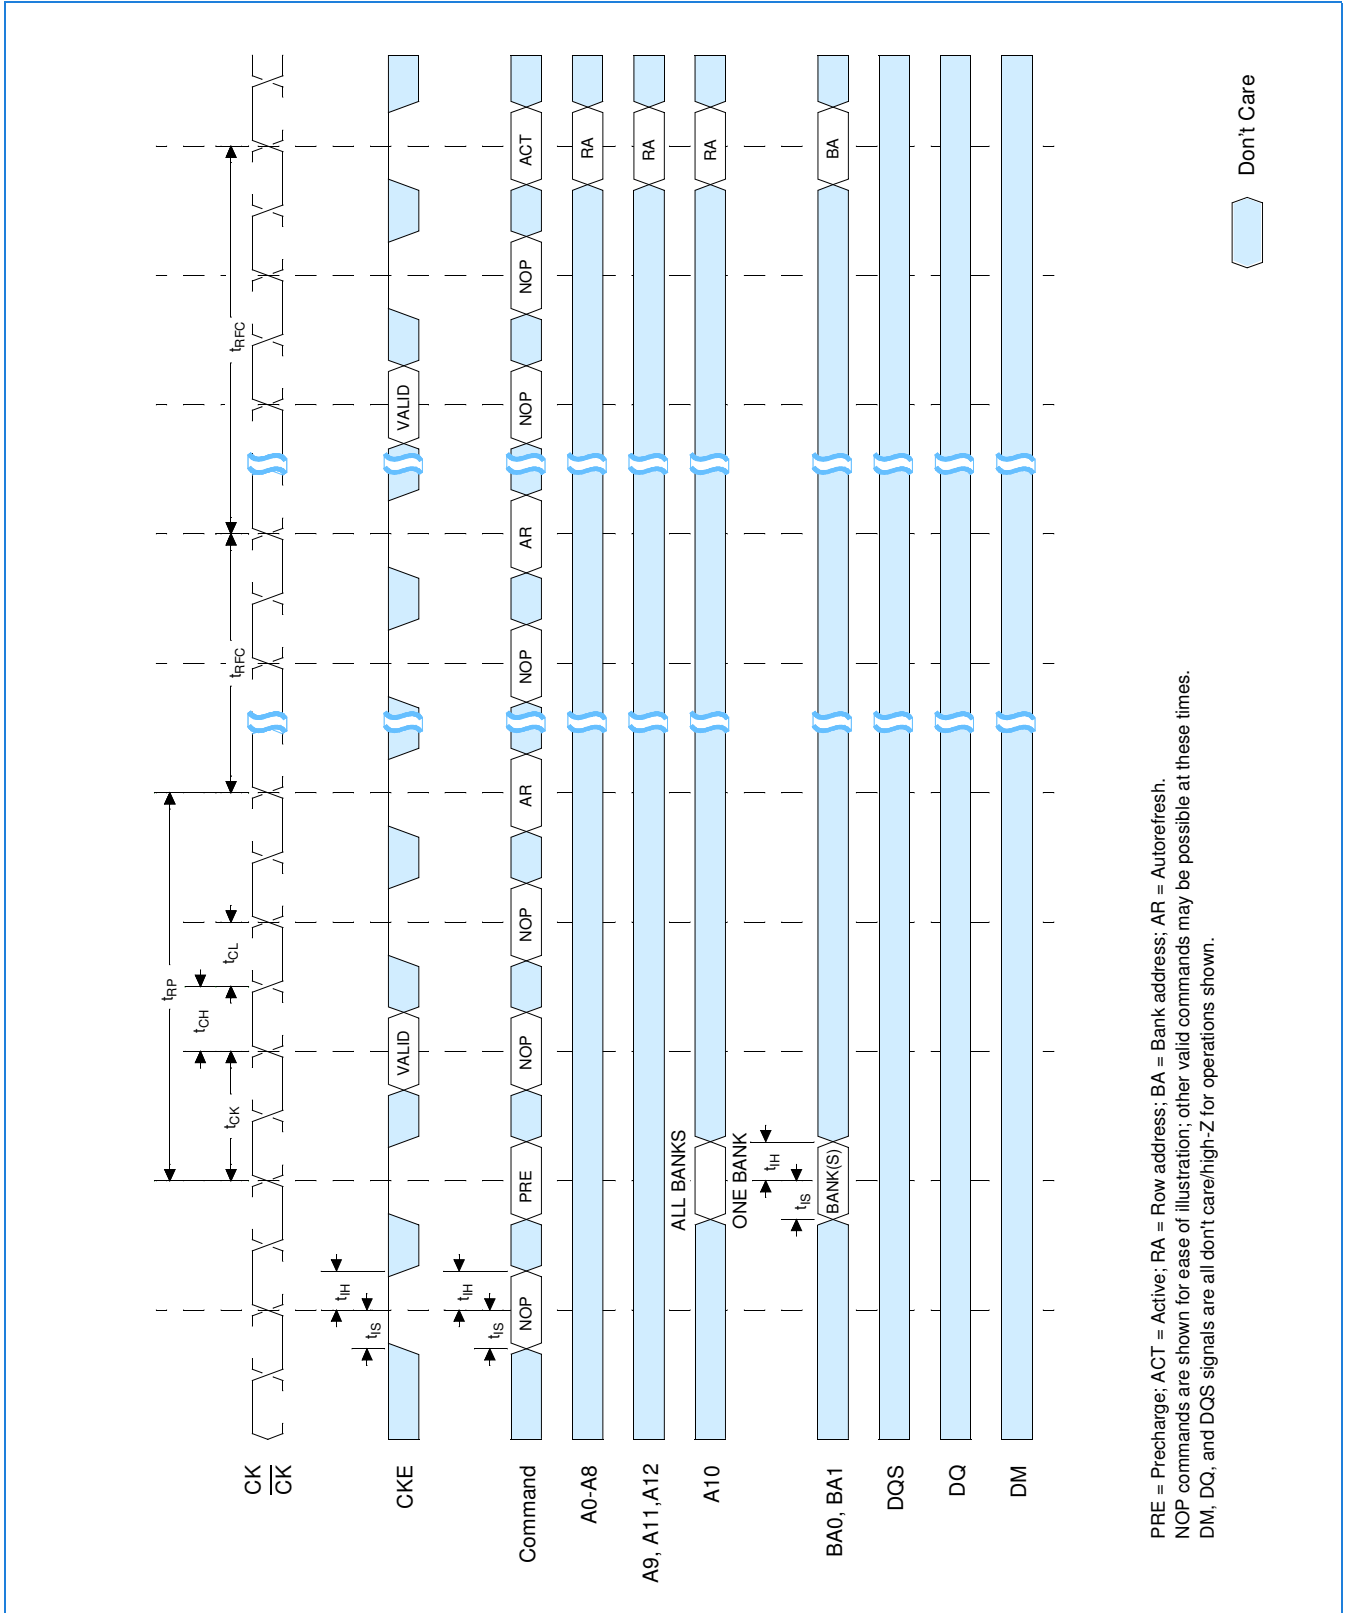 tRP
tCK
tCH
tCL
tRFC
tRFC
CK
CK
tIS
tIH
CKE
VALID
VALID
tIS
tIH
Command
NOP
PRE
NOP
NOP
AR
NOP
AR
NOP
NOP
ACT
A0-A8
RA
A9, A11,A12
RA
ALL BANKS
A10
RA
ONE BANK
tIS
tIH
BA0, BA1
BANK(S)
BA
DQS
DQ
DM
PRE = Precharge; ACT = Active; RA = Row address; BA = Bank address; AR = Autorefresh.
NOP commands are shown for ease of illustration; other valid commands may be possible at these times.
DM, DQ, and DQS signals are all don't care/high-Z for operations shown.
Don't Care